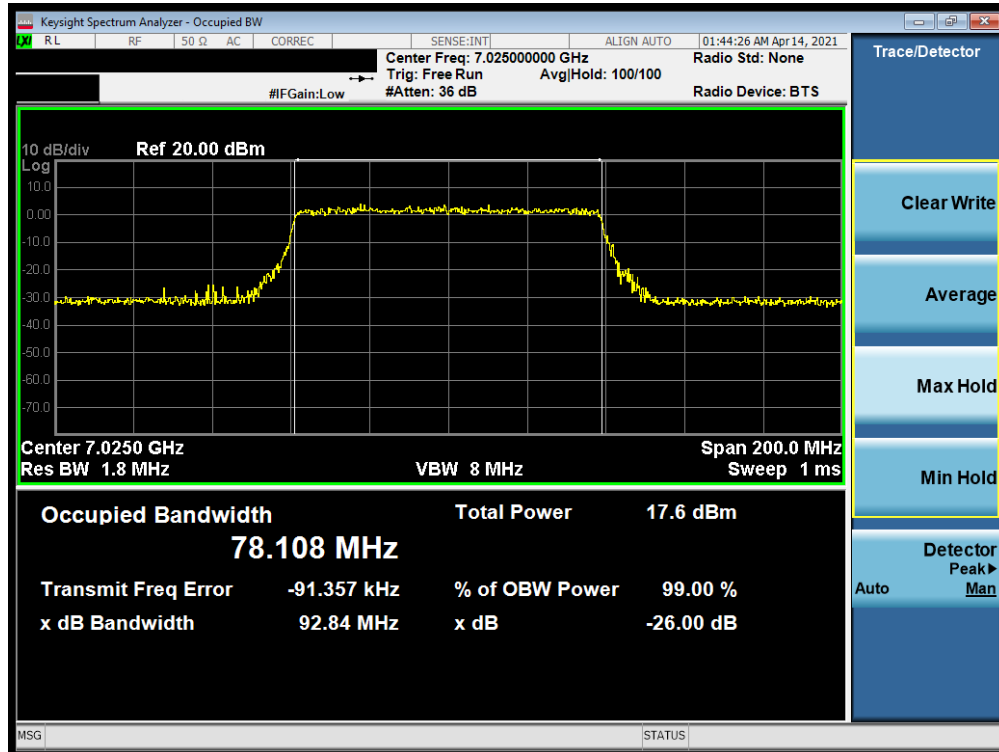 Keysight Spectrum Analyzer - Occupied BW
LXI RL RF 50 Ω AC CORREC SENSE:INT ALIGN AUTO 01:44:26 AM Apr 14, 2021
Center Freq: 7.025000000 GHz Radio Std: None
Trig: Free Run Avg|Hold: 100/100
#IFGain:Low #Atten: 36 dB Radio Device: BTS
10 dB/div Ref 20.00 dBm
Log
10.0
0.00
-10.0
-20.0
-30.0
-40.0
-50.0
-60.0
-70.0
Center 7.0250 GHz Span 200.0 MHz
Res BW 1.8 MHz VBW 8 MHz Sweep 1 ms
Occupied Bandwidth Total Power 17.6 dBm
78.108 MHz
Transmit Freq Error -91.357 kHz % of OBW Power 99.00 %
x dB Bandwidth 92.84 MHz x dB -26.00 dB
MSG STATUS
Trace/Detector
Clear Write
Average
Max Hold
Min Hold
Detector
Peak▶
Auto Man